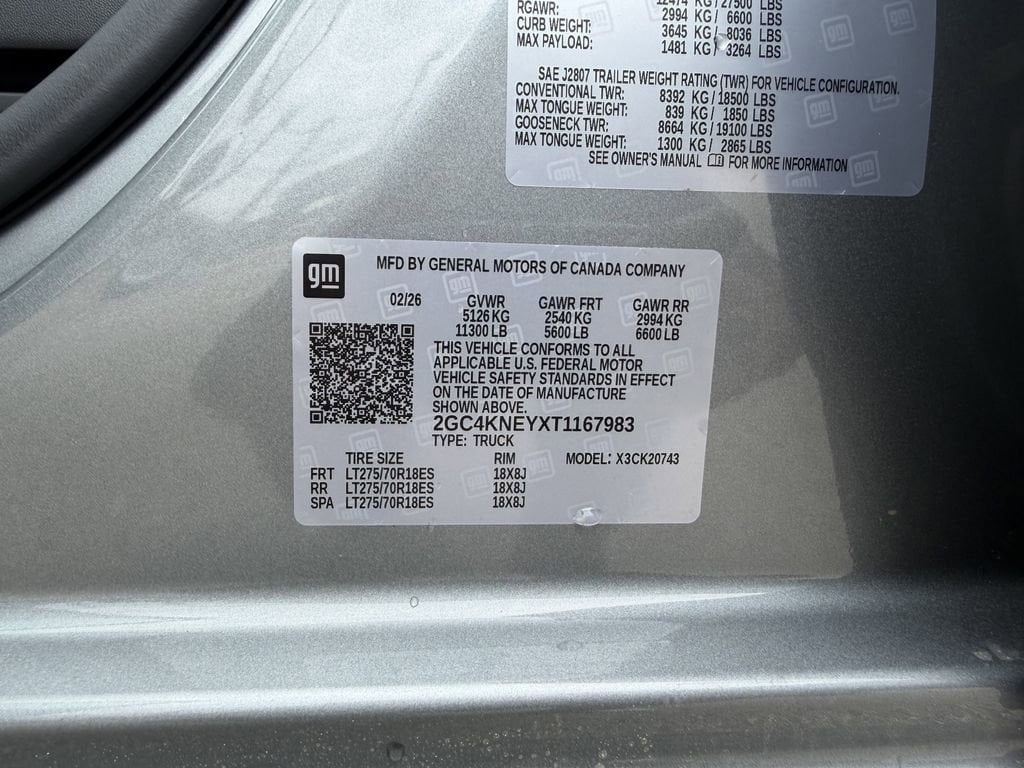 RGAWR: 2994 KG / 6600 LBS
CURB WEIGHT: 3645 KG / 8036 LBS
MAX PAYLOAD: 1481 KG / 3264 LBS
SAE J2807 TRAILER WEIGHT RATING (TWR) FOR VEHICLE CONFIGURATION.
CONVENTIONAL TWR: 8392 KG / 18500 LBS
MAX TONGUE WEIGHT: 839 KG / 1850 LBS
GOOSENECK TWR: 8664 KG / 19100 LBS
MAX TONGUE WEIGHT: 1300 KG / 2865 LBS
SEE OWNER'S MANUAL FOR MORE INFORMATION
gm
MFD BY GENERAL MOTORS OF CANADA COMPANY
02/26 GVWR GAWR FRT GAWR RR
5126 KG 2540 KG 2994 KG
11300 LB 5600 LB 6600 LB
THIS VEHICLE CONFORMS TO ALL
APPLICABLE U.S. FEDERAL MOTOR
VEHICLE SAFETY STANDARDS IN EFFECT
ON THE DATE OF MANUFACTURE
SHOWN ABOVE.
2GC4KNEYXT1167983
TYPE: TRUCK
TIRE SIZE RIM MODEL: X3CK20743
FRT LT275/70R18ES 18X8J
RR LT275/70R18ES 18X8J
SPA LT275/70R18ES 18X8J